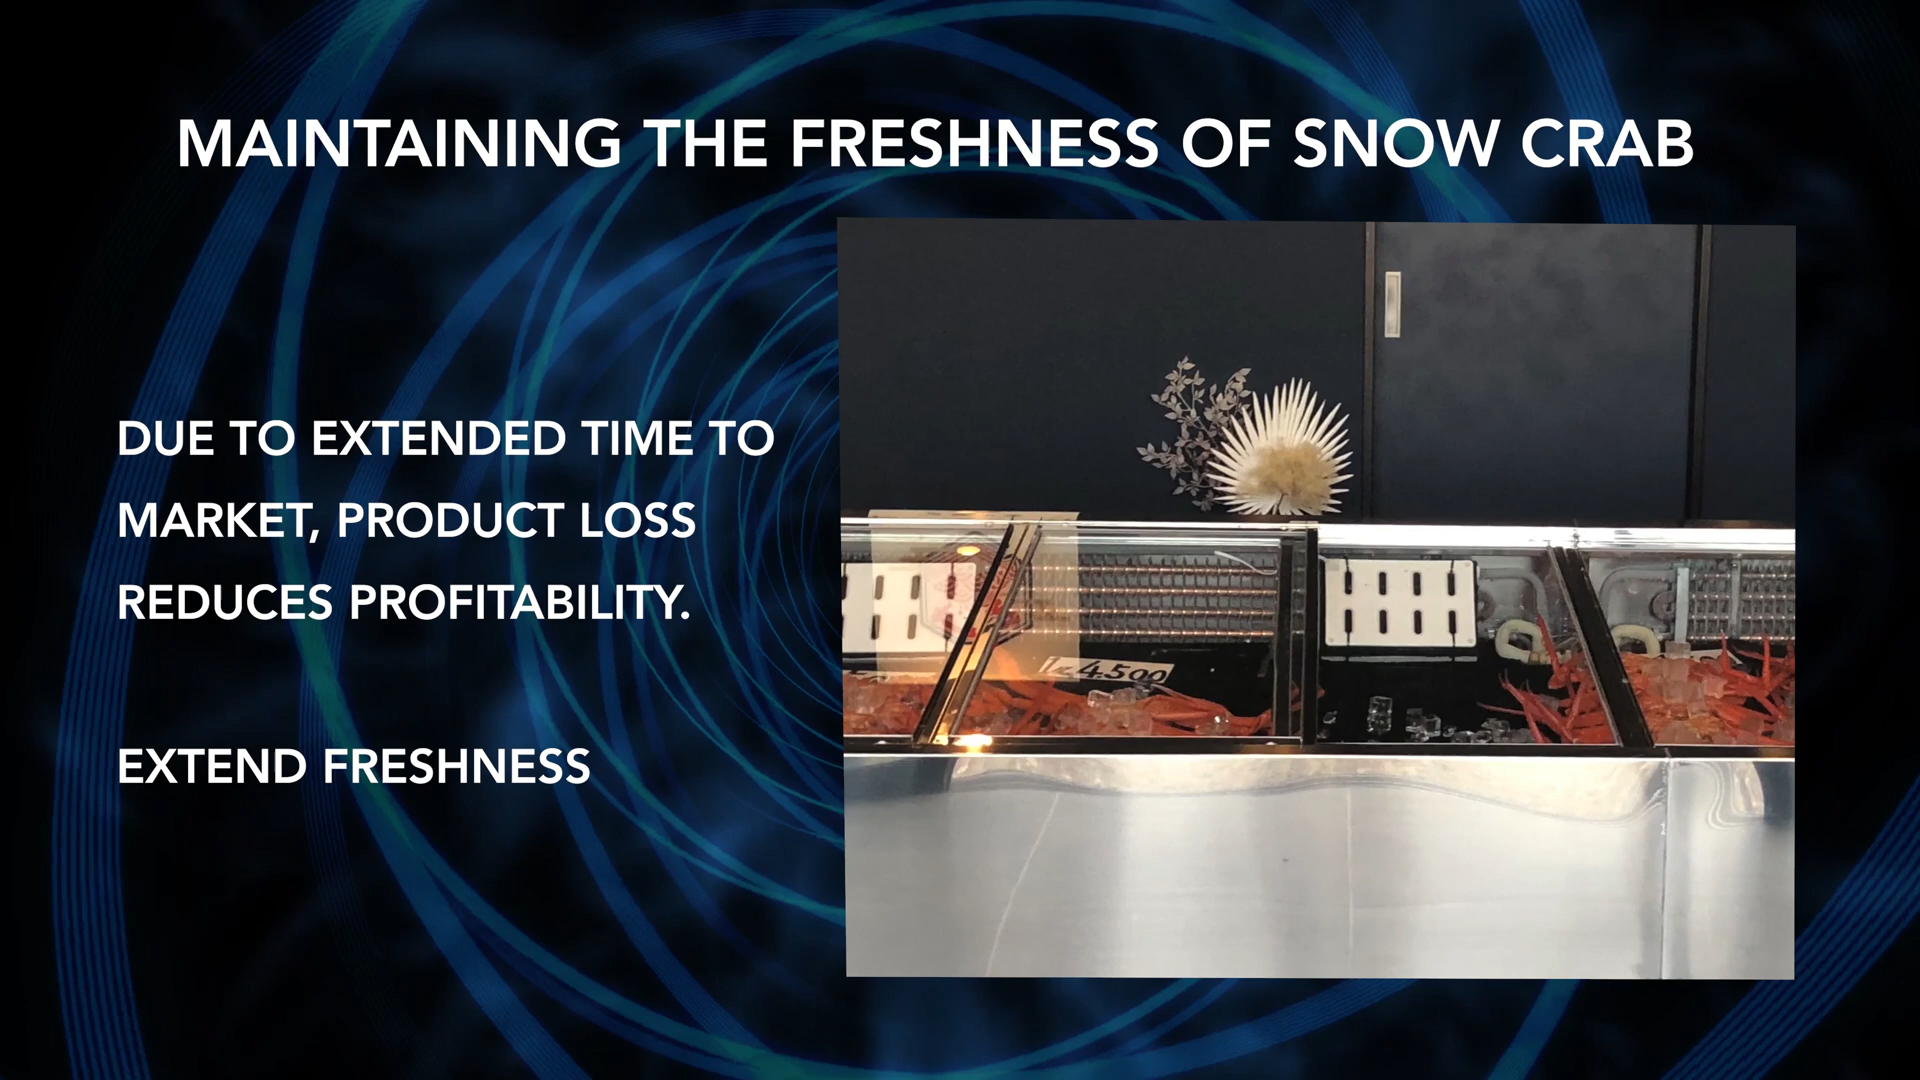 MAINTAINING THE FRESHNESS OF SNOW CRAB
DUE TO EXTENDED TIME TO
MARKET, PRODUCT LOSS
REDUCES PROFITABILITY.
EXTEND FRESHNESS
4,500